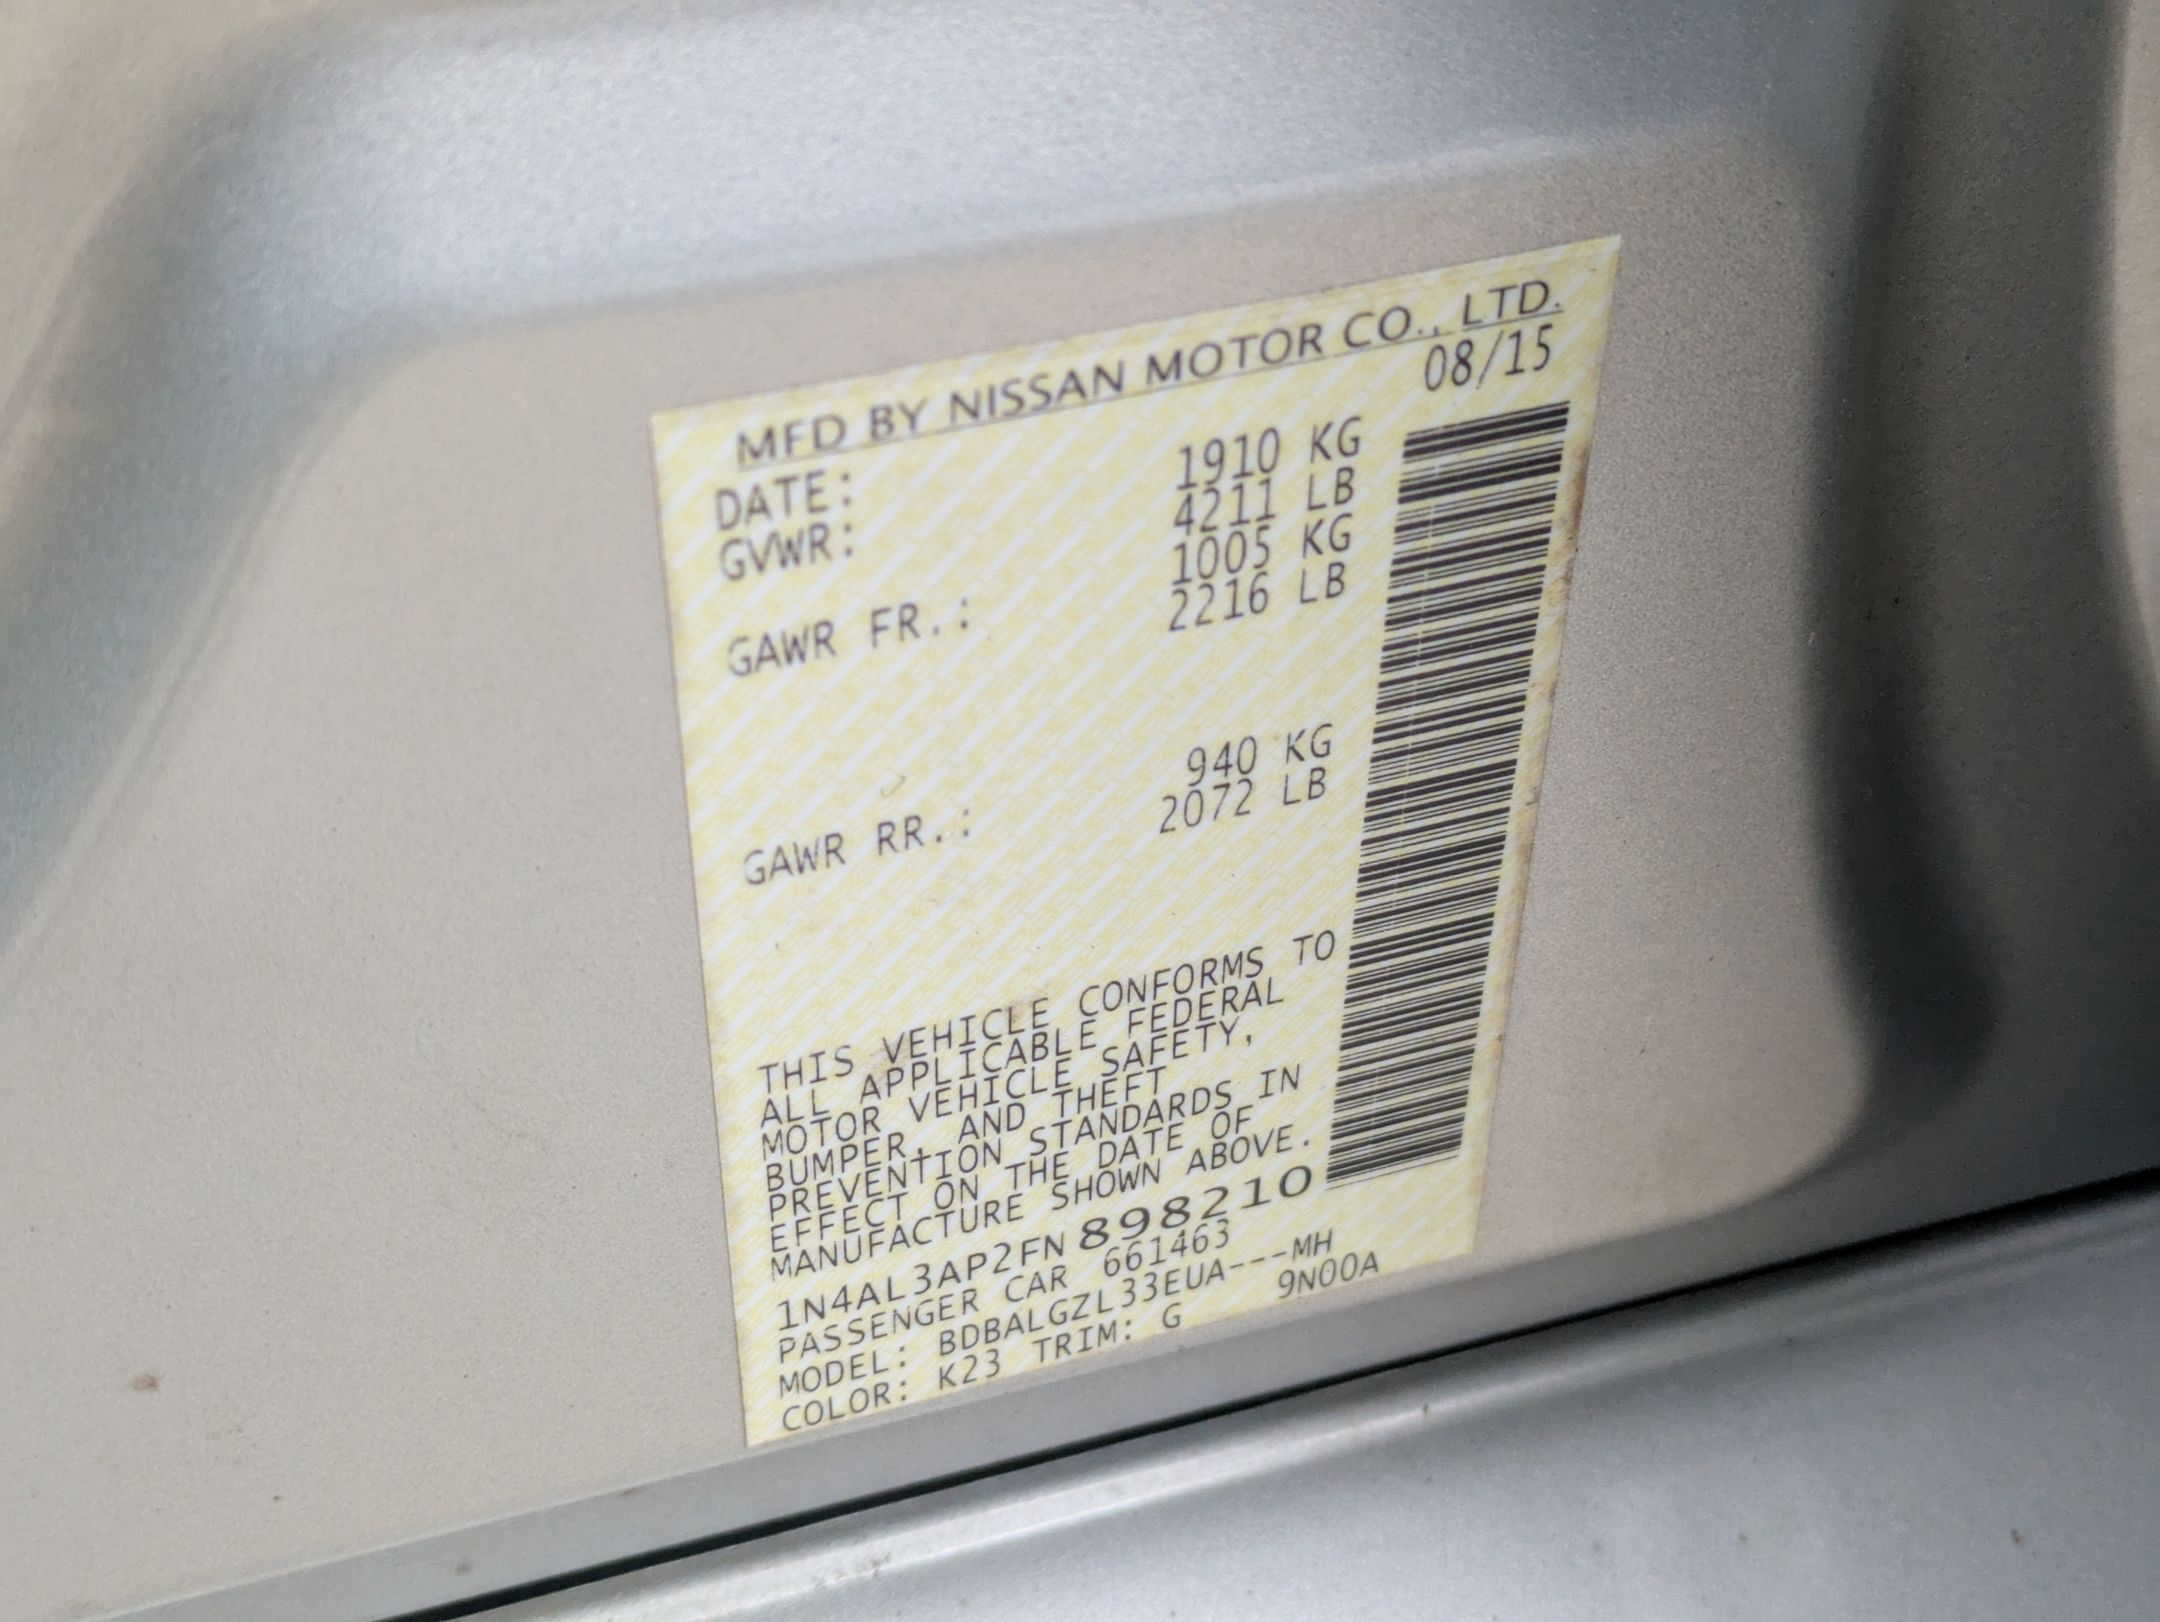 MFD BY NISSAN MOTOR CO., LTD.
DATE: 08/15
GVWR: 1910 KG
4211 LB
GAWR FR.: 1005 KG
2216 LB
GAWR RR.: 940 KG
2072 LB
THIS VEHICLE CONFORMS TO
ALL APPLICABLE FEDERAL
MOTOR VEHICLE SAFETY,
BUMPER, AND THEFT
PREVENTION STANDARDS IN
EFFECT ON THE DATE OF
MANUFACTURE SHOWN ABOVE.
1N4AL3AP2FN898210
PASSENGER CAR 661463
MODEL: BDBALGZL33EUA---MH
COLOR: K23 TRIM: G 9N00A